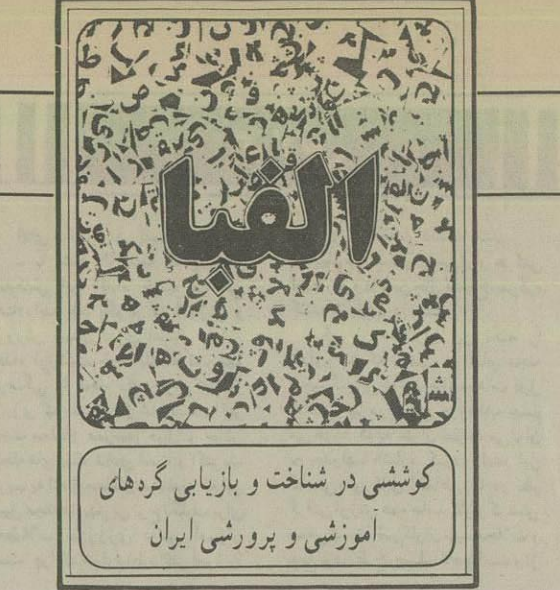 الفبا
کوششی در شناخت و بازیابی گره‌های
آموزشی و پرورشی ایران